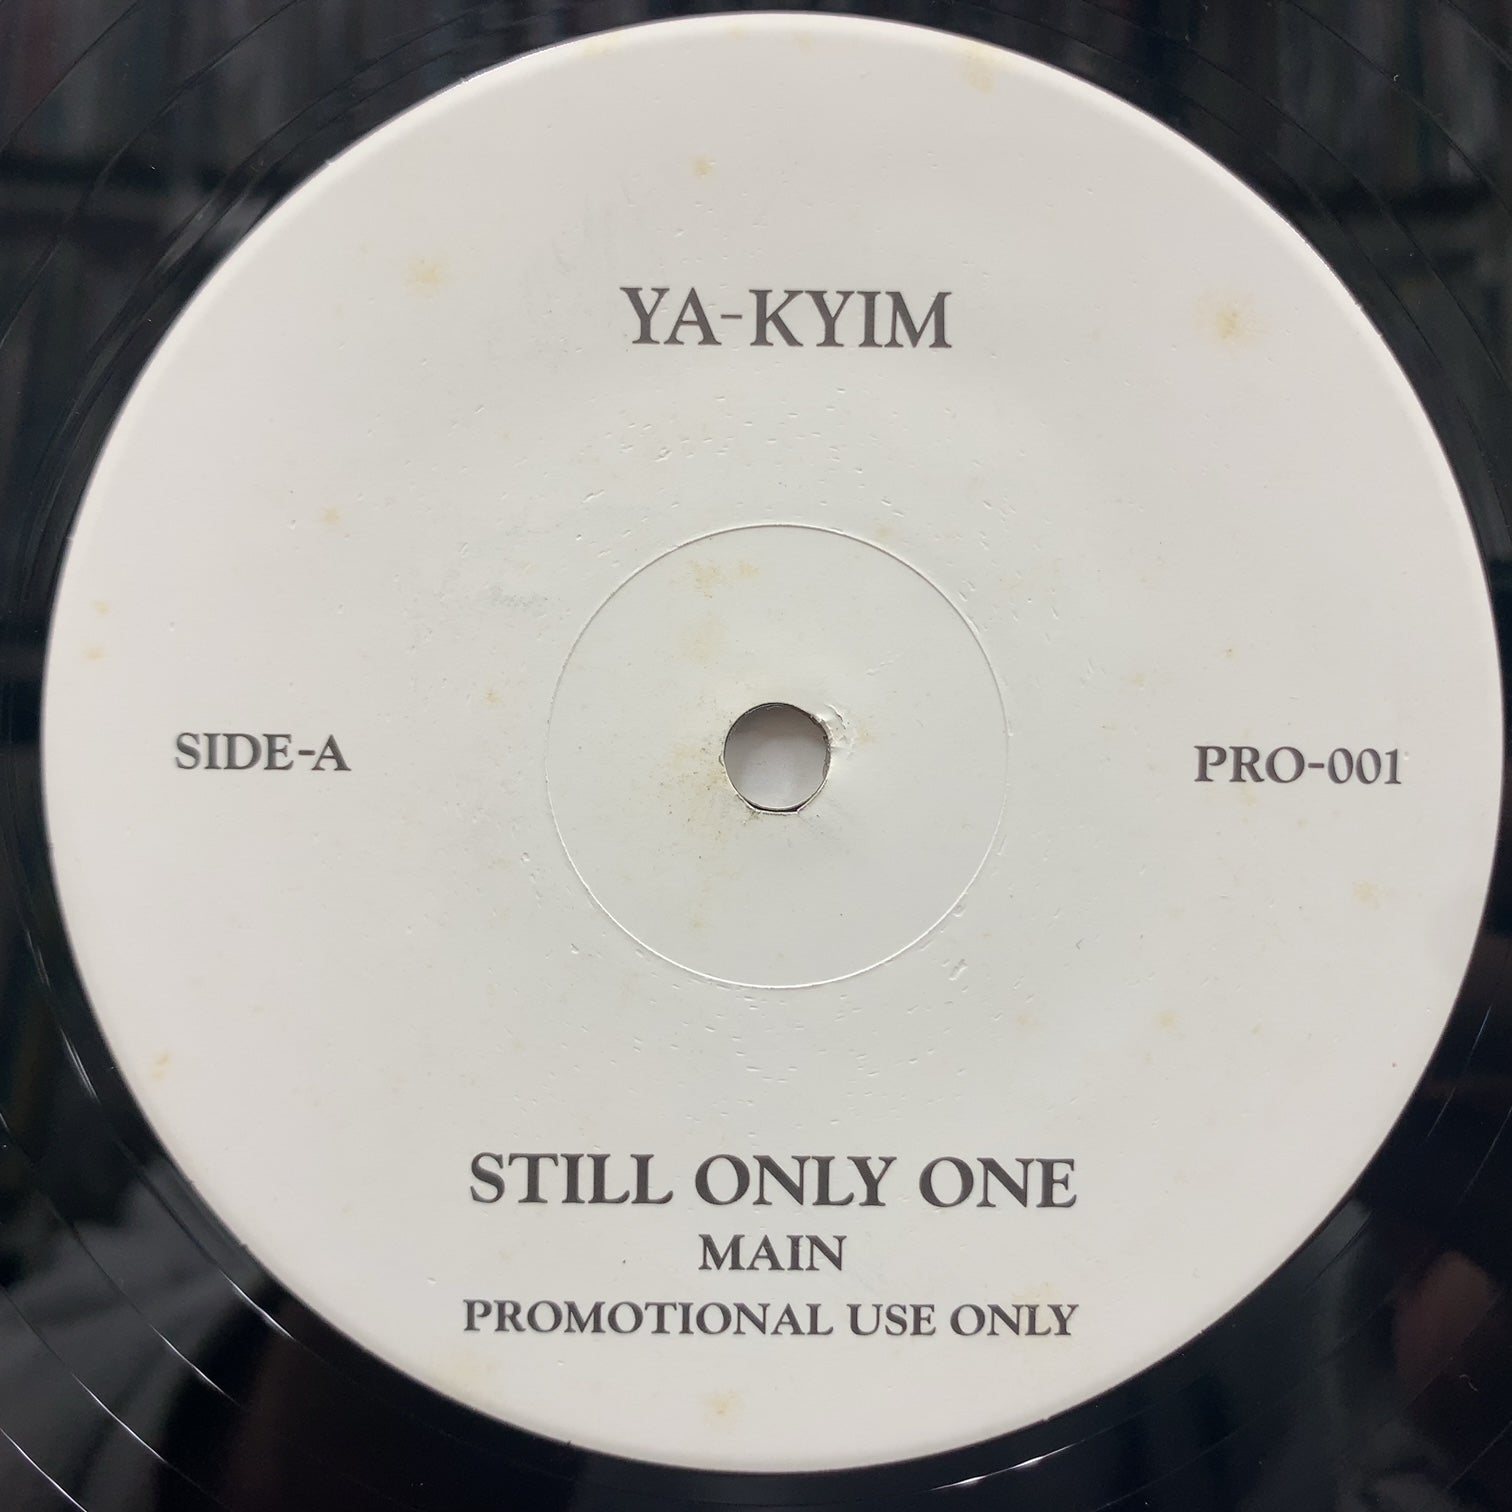 YA-KYIM
SIDE-A
PRO-001
STILL ONLY ONE
MAIN
PROMOTIONAL USE ONLY